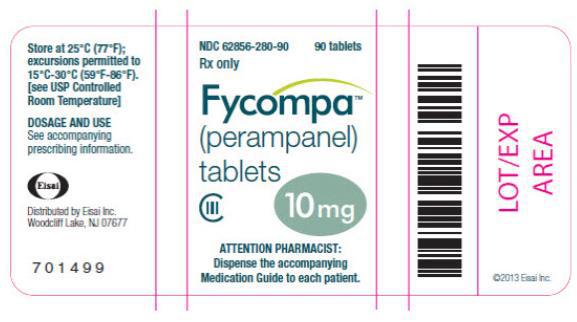 Store at 25°C (77°F);
excursions permitted to
15°C-30°C (59°F-86°F).
[see USP Controlled
Room Temperature]
DOSAGE AND USE
See accompanying
prescribing information.
Eisai
Distributed by Eisai Inc.
Woodcliff Lake, NJ 07677
701499
NDC 62856-280-90 90 tablets
Rx only
Fycompa™
(perampanel)
tablets
CIII
10 mg
ATTENTION PHARMACIST:
Dispense the accompanying
Medication Guide to each patient.
LOT/EXP
AREA
©2013 Eisai Inc.